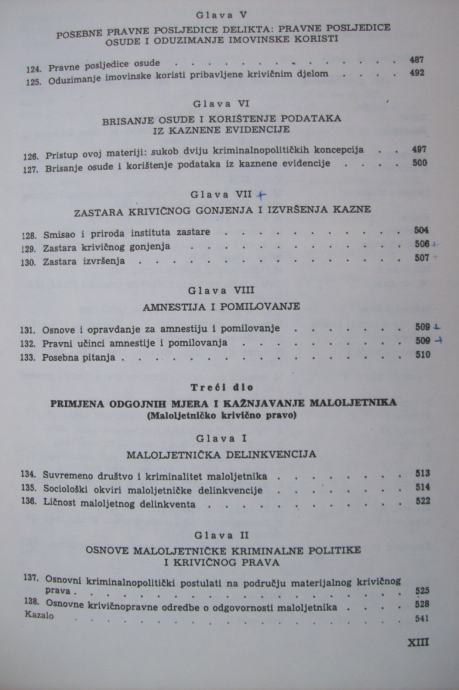 Glava V
POSEBNE PRAVNE POSLJEDICE DELIKTA: PRAVNE POSLJEDICE
OSUDE I ODUZIMANJE IMOVINSKE KORISTI
124. Pravne posljedice osude . . . . . . . . . . . 487
125. Oduzimanje imovinske koristi pribavljene krivičnim djelom . . . . 492
Glava VI
BRISANJE OSUDE I KORIŠTENJE PODATAKA
IZ KAZNENE EVIDENCIJE
126. Pristup ovoj materiji: sukob dviju kriminalnopolitičkih koncepcija . . 497
127. Brisanje osude i korištenje podataka iz kaznene evidencije . . . . 500
Glava VII +
ZASTARA KRIVIČNOG GONJENJA I IZVRŠENJA KAZNE
128. Smisao i priroda instituta zastare . . . . . . . . . 504
129. Zastara krivičnog gonjenja . . . . . . . . . . . 506 +
130. Zastara izvršenja . . . . . . . . . . . . . 507 +
Glava VIII
AMNESTIJA I POMILOVANJE
131. Osnove i opravdanje za amnestiju i pomilovanje . . . . . . 509 +
132. Pravni učinci amnestije i pomilovanja . . . . . . . . 509 +
133. Posebna pitanja . . . . . . . . . . . . . . 510
Treći dio
PRIMJENA ODGOJNIH MJERA I KAŽNJAVANJE MALOLJETNIKA
(Maloljetničko krivično pravo)
Glava I
MALOLJETNIČKA DELINKVENCIJA
134. Suvremeno društvo i kriminalitet maloljetnika . . . . . . . 513
135. Sociološki okviri maloljetničke delinkvencije . . . . . . . 514
136. Ličnost maloljetnog delinkventa . . . . . . . . . . 522
Glava II
OSNOVE MALOLJETNIČKE KRIMINALNE POLITIKE
I KRIVIČNOG PRAVA
137. Osnovni kriminalnopolitički postulati na području materijalnog krivičnog
prava . . . . . . . . . . . . . . . . 525
138. Osnovne krivičnopravne odredbe o odgovornosti maloljetnika . . . . 528
Kazalo . . . . . . . . . . . . . . . . 541
XIII